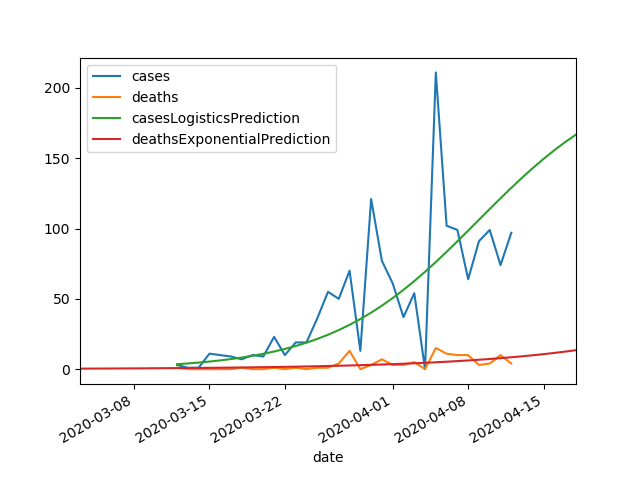 cases
deaths
casesLogisticsPrediction
deathsExponentialPrediction
200
150
100
50
0
2020-03-08
2020-03-15
2020-03-22
2020-04-01
2020-04-08
2020-04-15
date